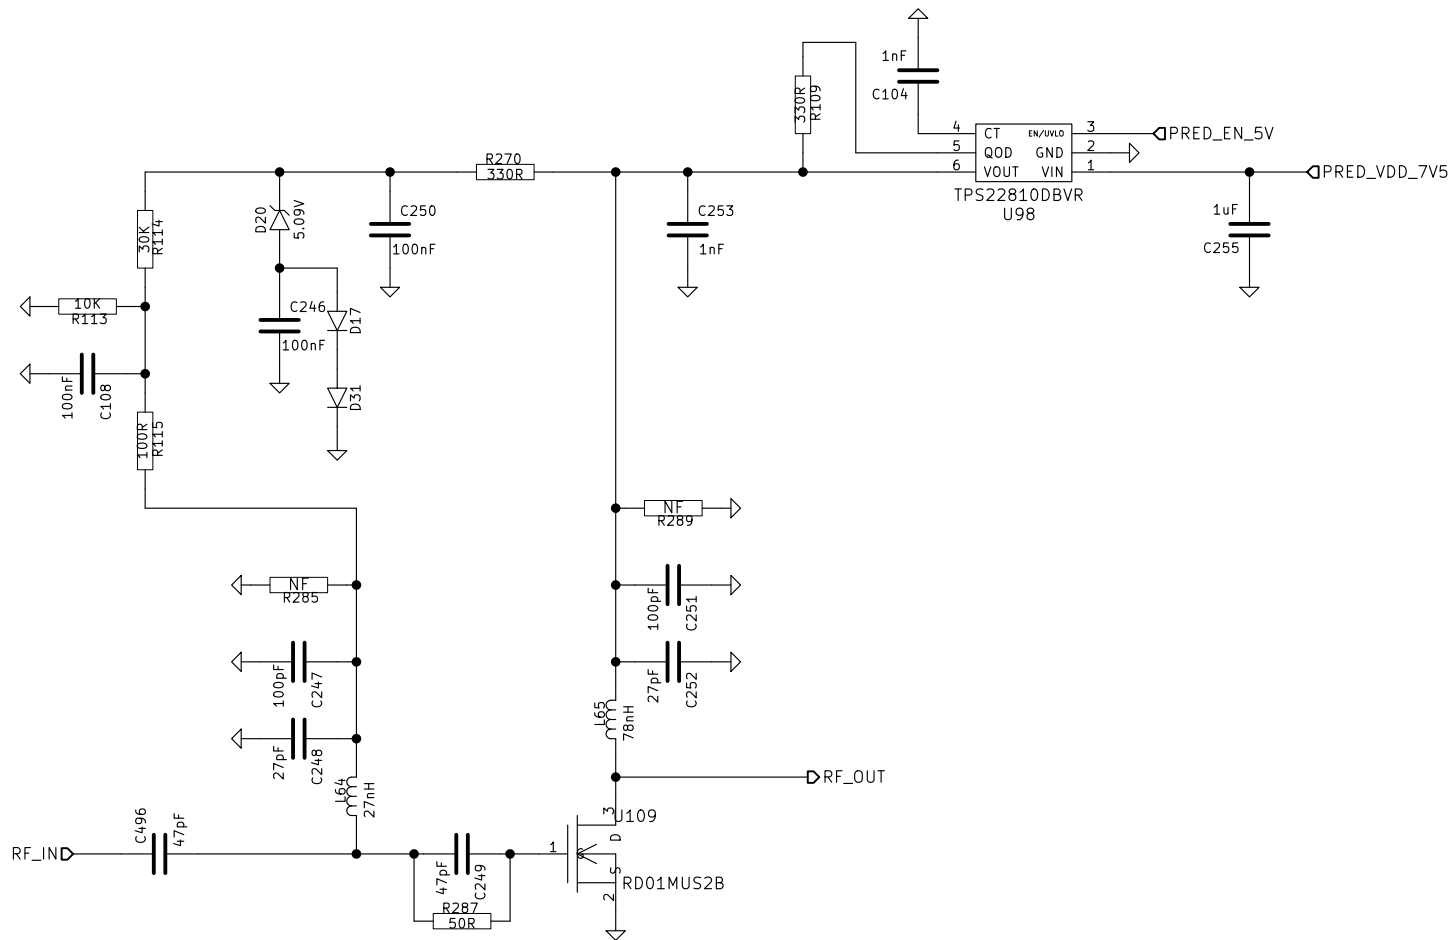 1nF
C104
330R
R109
4
CT
EN/UVLO
3
PRED_EN_5V
5
QOD
GND
2
6
VOUT
VIN
1
PRED_VDD_7V5
TPS22810DBVR
U98
R270
330R
C250
100nF
C253
1nF
1uF
C255
D20
5.09V
30K
R114
10K
R113
C246
100nF
D17
100nF
C108
D31
100R
R115
NF
R289
NF
R285
100pF
C251
100pF
C247
27pF
C252
27pF
C248
L65
78nH
L64
27nH
RF_OUT
3
U109
D
C496
47pF
RF_IN
1
G
S
47pF
C249
RD01MUS2B
2
R287
50R